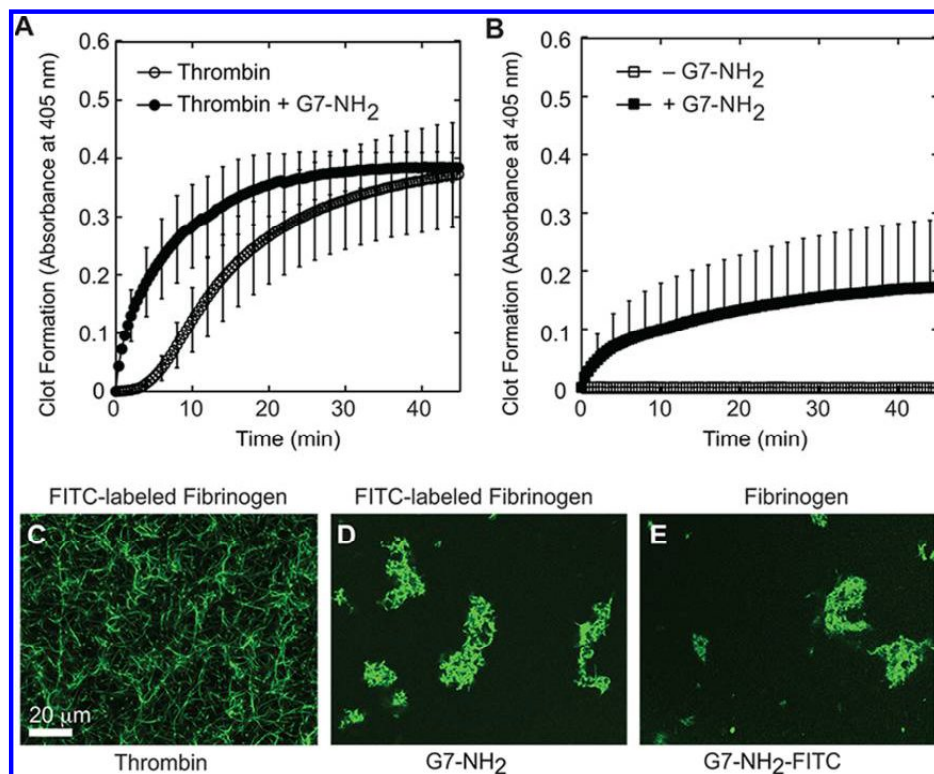 A
0.6
0.5
0.4
0.3
0.2
0.1
0
Clot Formation (Absorbance at 405 nm)
Thrombin
Thrombin + G7-NH2
0 10 20 30 40
Time (min)
B
0.6
0.5
0.4
0.3
0.2
0.1
0
Clot Formation (Absorbance at 405 nm)
– G7-NH2
+ G7-NH2
0 10 20 30 40
Time (min)
FITC-labeled Fibrinogen
C
20 μm
Thrombin
FITC-labeled Fibrinogen
D
G7-NH2
Fibrinogen
E
G7-NH2-FITC